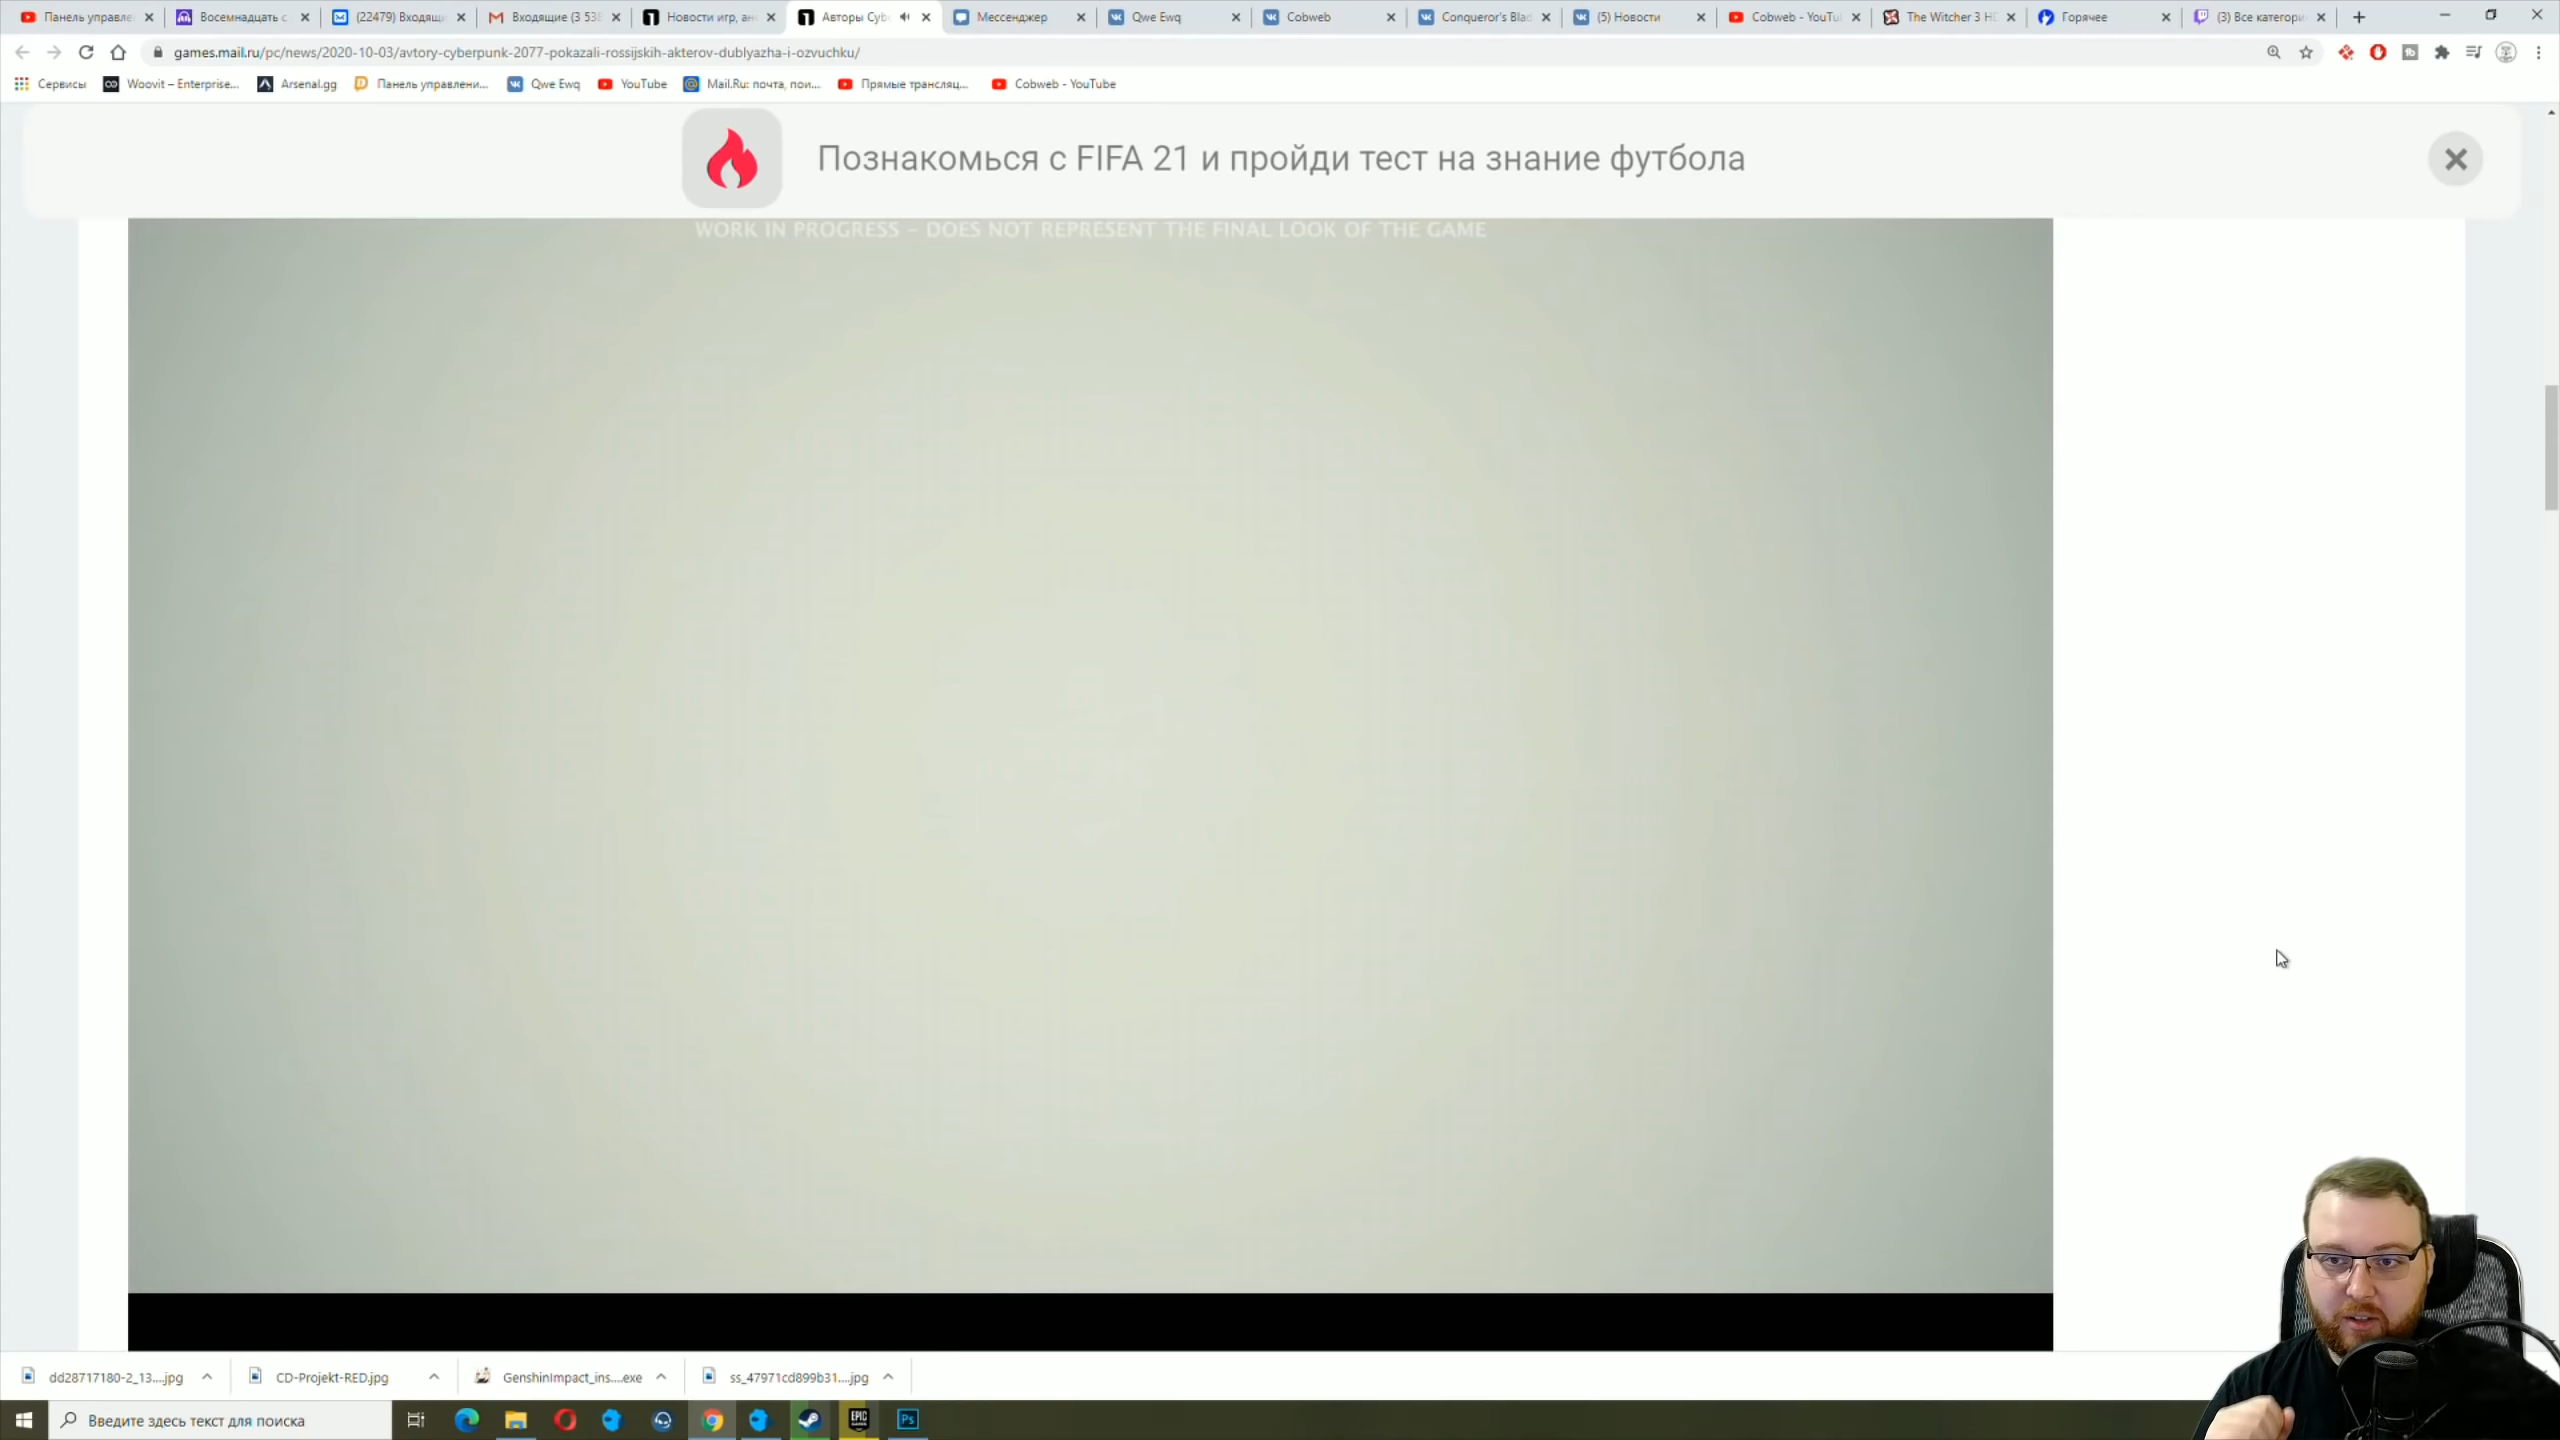 Панель управле
Восемнадцать с
(22479) Входящи
Входящие (3 538
Новости игр, ан
Авторы Cyb
Мессенджер
Qwe Ewq
Cobweb
Conqueror's Blad
(5) Новости
Cobweb - YouTu
The Witcher 3 HD
Горячее
(3) Все категори
games.mail.ru/pc/news/2020-10-03/avtory-cyberpunk-2077-pokazali-rossijskih-akterov-dublyazha-i-ozvuchku/
Сервисы
Woovit – Enterprise...
Arsenal.gg
Панель управлени...
Qwe Ewq
YouTube
Mail.Ru: почта, пои...
Прямые трансляц...
Cobweb - YouTube
Познакомься с FIFA 21 и пройди тест на знание футбола
WORK IN PROGRESS – DOES NOT REPRESENT THE FINAL LOOK OF THE GAME
dd28717180-2_13....jpg
CD-Projekt-RED.jpg
GenshinImpact_ins....exe
ss_47971cd899b31....jpg
Введите здесь текст для поиска
EPIC
Ps